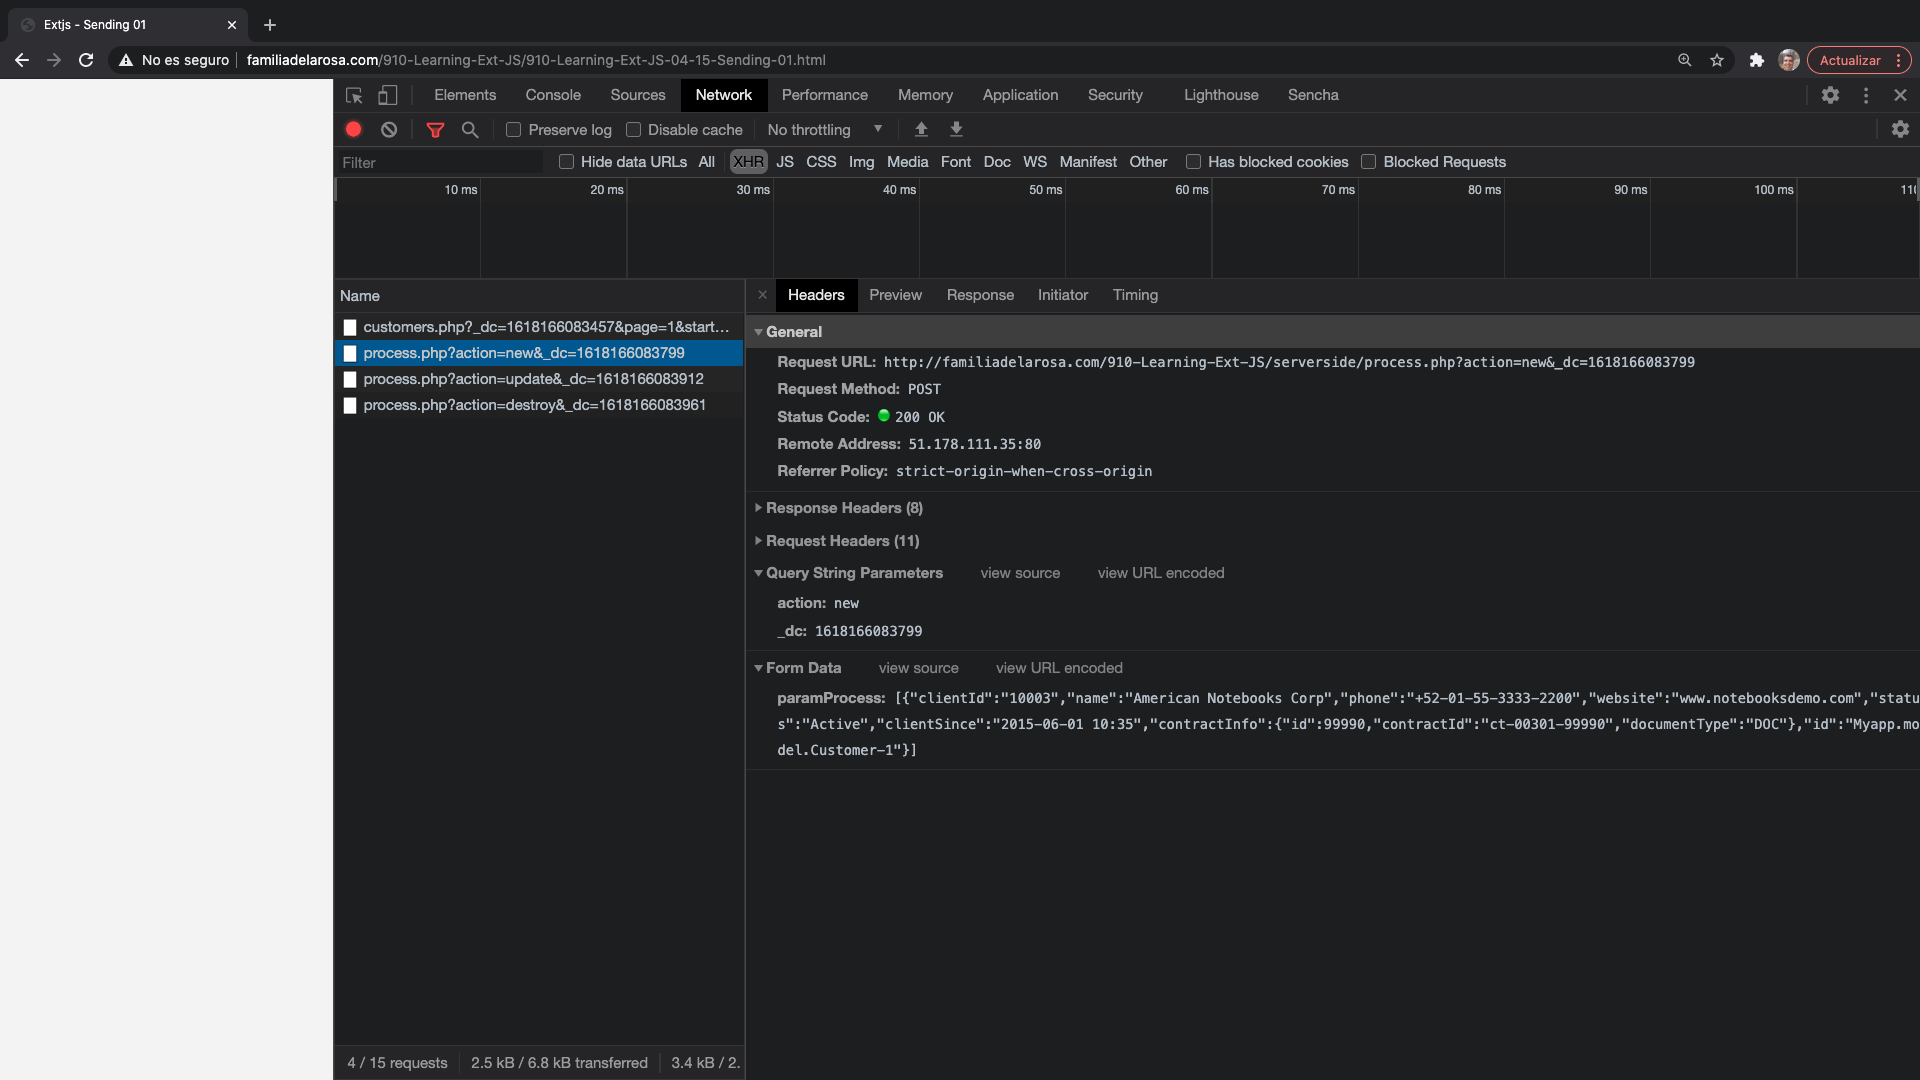 Extjs - Sending 01
No es seguro familiadelarosa.com/910-Learning-Ext-JS/910-Learning-Ext-JS-04-15-Sending-01.html Actualizar
Elements Console Sources Network Performance Memory Application Security Lighthouse Sencha
Preserve log Disable cache No throttling
Filter Hide data URLs All XHR JS CSS Img Media Font Doc WS Manifest Other Has blocked cookies Blocked Requests
10 ms 20 ms 30 ms 40 ms 50 ms 60 ms 70 ms 80 ms 90 ms 100 ms
Name
customers.php?_dc=1618166083457&page=1&start…
process.php?action=new&_dc=1618166083799
process.php?action=update&_dc=1618166083912
process.php?action=destroy&_dc=1618166083961
Headers Preview Response Initiator Timing
General
Request URL: http://familiadelarosa.com/910-Learning-Ext-JS/serverside/process.php?action=new&_dc=1618166083799
Request Method: POST
Status Code: 200 OK
Remote Address: 51.178.111.35:80
Referrer Policy: strict-origin-when-cross-origin
Response Headers (8)
Request Headers (11)
Query String Parameters view source view URL encoded
action: new
_dc: 1618166083799
Form Data view source view URL encoded
paramProcess: [{"clientId":"10003","name":"American Notebooks Corp","phone":"+52-01-55-3333-2200","website":"www.notebooksdemo.com","statu
s":"Active","clientSince":"2015-06-01 10:35","contractInfo":{"id":99990,"contractId":"ct-00301-99990","documentType":"DOC"},"id":"Myapp.mo
del.Customer-1"}]
4 / 15 requests 2.5 kB / 6.8 kB transferred 3.4 kB / 2.